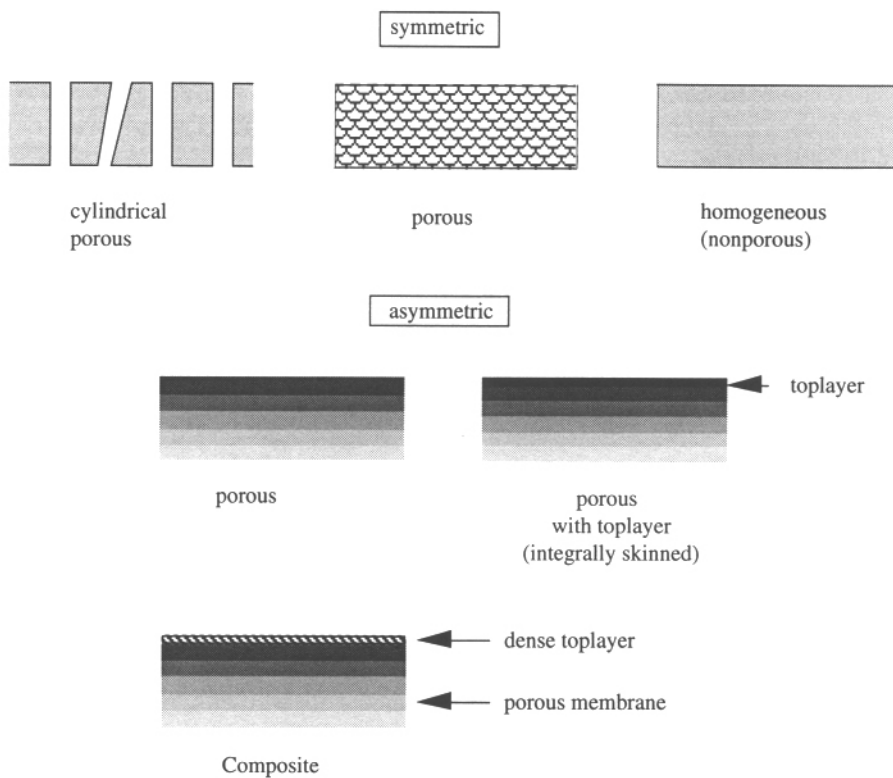 symmetric
cylindrical
porous
porous
homogeneous
(nonporous)
asymmetric
toplayer
porous
porous
with toplayer
(integrally skinned)
dense toplayer
porous membrane
Composite